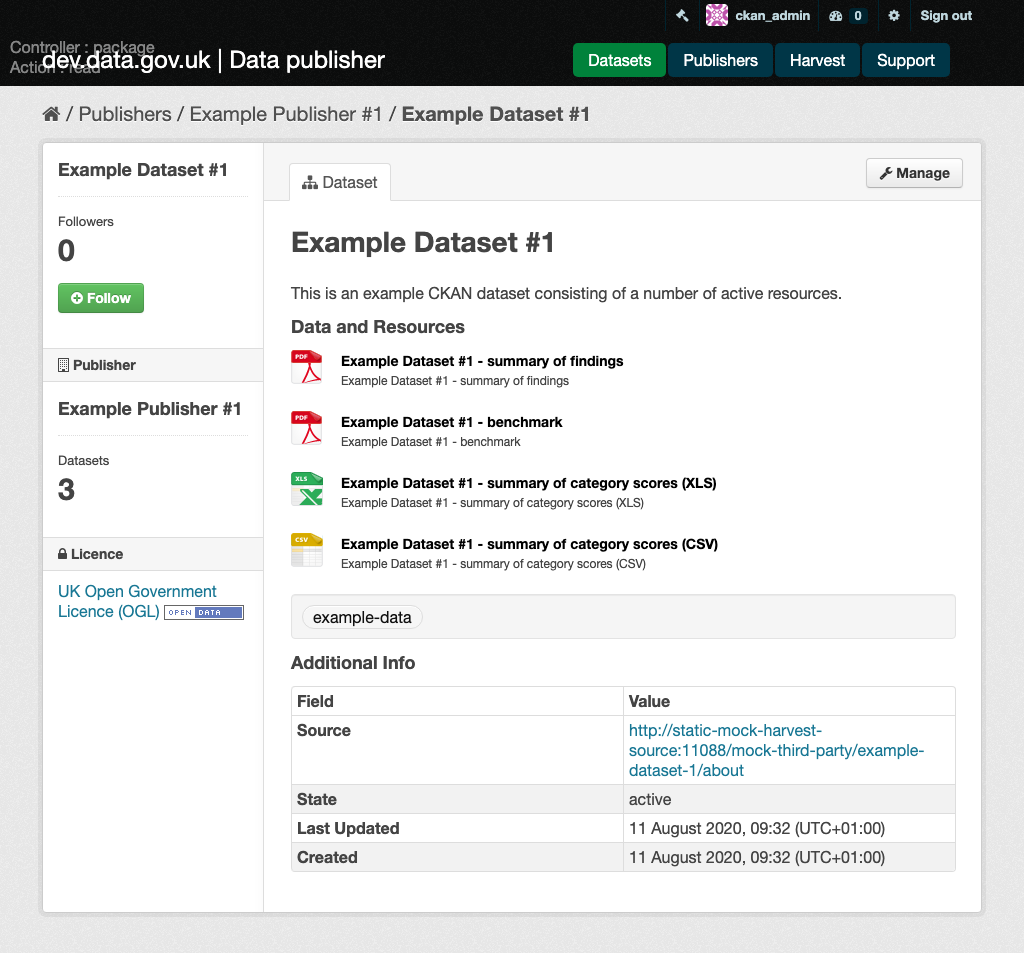 ckan_admin 0 Sign out
Controller : package
Action : read
dev.data.gov.uk | Data publisher
Datasets Publishers Harvest Support
/ Publishers / Example Publisher #1 / Example Dataset #1
Example Dataset #1
Followers
0
Follow
Publisher
Example Publisher #1
Datasets
3
Licence
UK Open Government
Licence (OGL) OPEN DATA
Dataset
Manage
Example Dataset #1
This is an example CKAN dataset consisting of a number of active resources.
Data and Resources
PDF Example Dataset #1 - summary of findings
Example Dataset #1 - summary of findings
PDF Example Dataset #1 - benchmark
Example Dataset #1 - benchmark
XLS Example Dataset #1 - summary of category scores (XLS)
Example Dataset #1 - summary of category scores (XLS)
CSV Example Dataset #1 - summary of category scores (CSV)
Example Dataset #1 - summary of category scores (CSV)
example-data
Additional Info
Field Value
Source http://static-mock-harvest-
source:11088/mock-third-party/example-
dataset-1/about
State active
Last Updated 11 August 2020, 09:32 (UTC+01:00)
Created 11 August 2020, 09:32 (UTC+01:00)